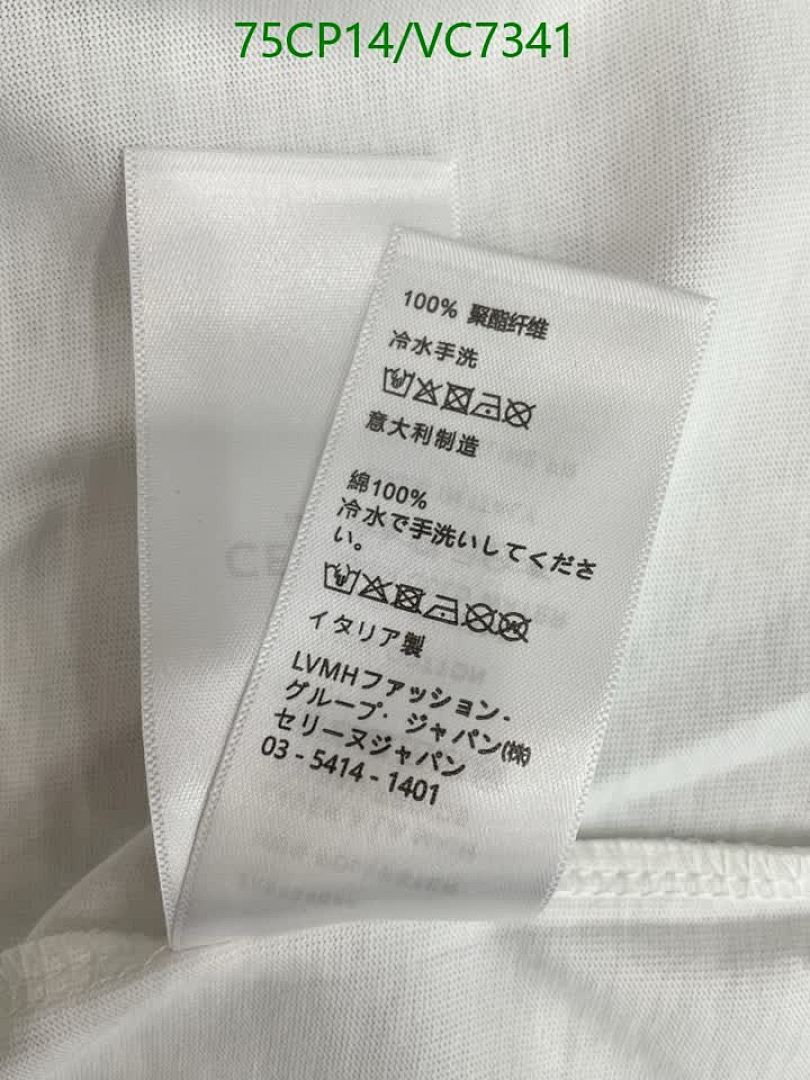 75CP14/VC7341
100% 聚酯纤维
冷水手洗
意大利制造
綿100%
冷水で手洗いしてくださ
い。
イタリア製
LVMHファッション.
グループ. ジャパン(株)
セリーヌジャパン
03 - 5414 - 1401